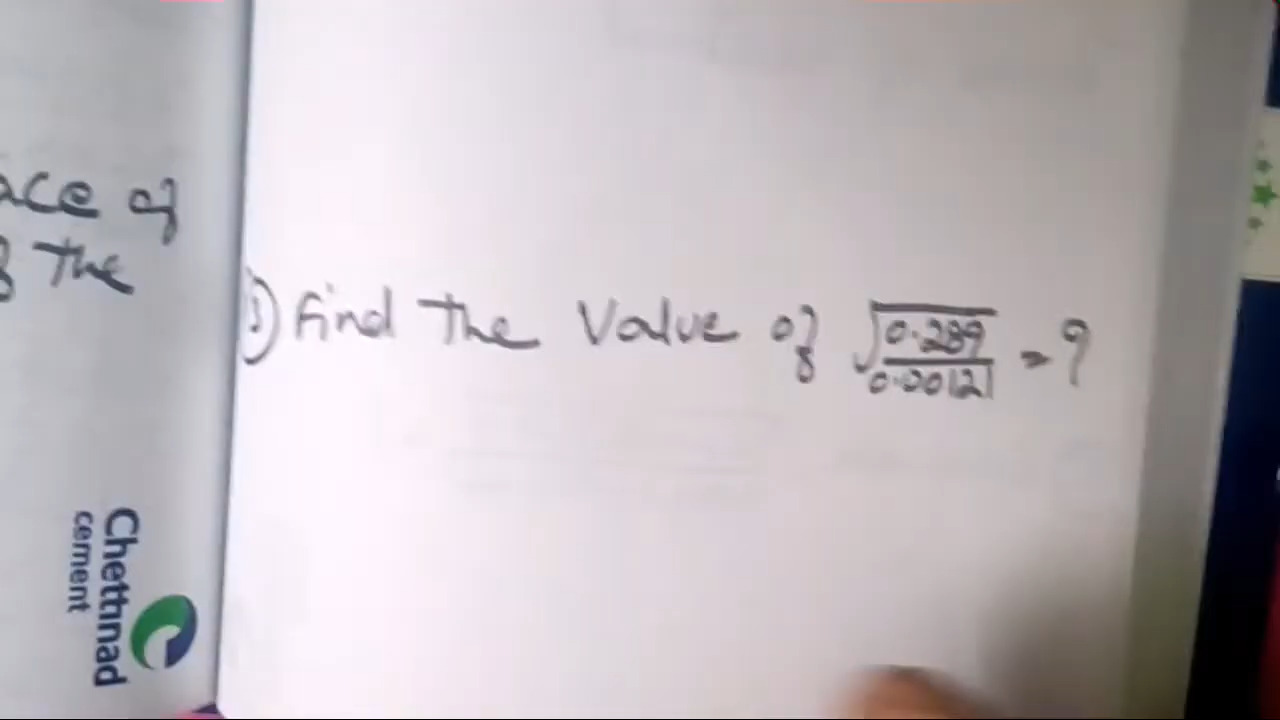 ace of
the
1) Find the Value of √0.289/0.00121 = ?
Chettinad
cement